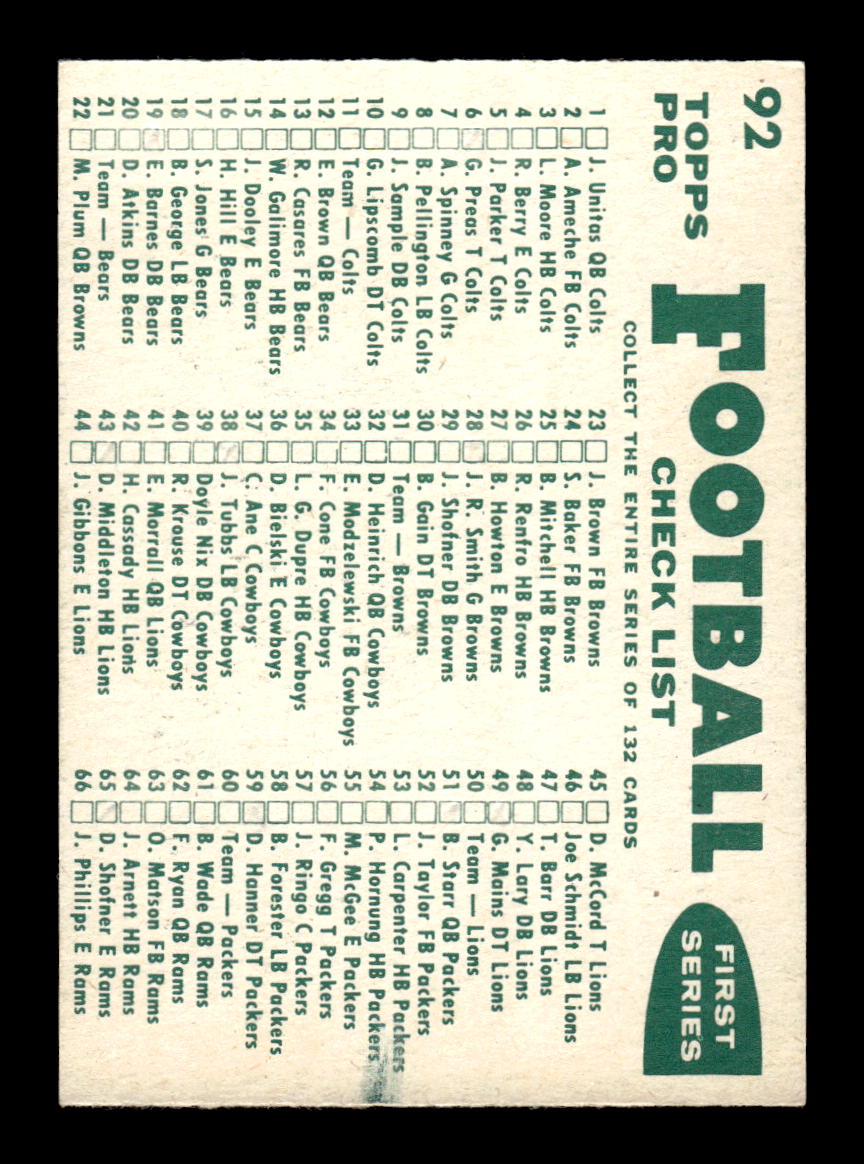 92
TOPPS
PRO
FOOTBALL
CHECK LIST
COLLECT THE ENTIRE SERIES OF 132 CARDS
FIRST
SERIES
1 J. Unitas QB Colts
2 A. Ameche FB Colts
3 L. Moore HB Colts
4 R. Berry E Colts
5 J. Parker T Colts
6 G. Preas T Colts
7 A. Spinney G Colts
8 B. Pellington LB Colts
9 J. Sample DB Colts
10 G. Lipscomb DT Colts
11 Team — Colts
12 E. Brown QB Bears
13 R. Casares FB Bears
14 W. Galimore HB Bears
15 J. Dooley E Bears
16 H. Hill E Bears
17 S. Jones G Bears
18 B. George LB Bears
19 E. Barnes DB Bears
20 D. Atkins DB Bears
21 Team — Bears
22 M. Plum QB Browns
23 J. Brown FB Browns
24 S. Baker FB Browns
25 B. Mitchell HB Browns
26 R. Renfro HB Browns
27 B. Howton E Browns
28 J. R. Smith G Browns
29 J. Shofner DB Browns
30 B. Gain DT Browns
31 Team — Browns
32 D. Heinrich QB Cowboys
33 E. Modzelewski FB Cowboys
34 F. Cone FB Cowboys
35 L. G. Dupre HB Cowboys
36 D. Bielski E Cowboys
37 C. Ane C Cowboys
38 J. Tubbs LB Cowboys
39 Doyle Nix DB Cowboys
40 R. Krouse DT Cowboys
41 E. Morrall QB Lions
42 H. Cassady HB Lions
43 D. Middleton HB Lions
44 J. Gibbons E Lions
45 D. McCord T Lions
46 Joe Schmidt LB Lions
47 T. Barr DB Lions
48 Y. Lary DB Lions
49 G. Mains DT Lions
50 Team — Lions
51 B. Starr QB Packers
52 J. Taylor FB Packers
53 L. Carpenter HB Packers
54 P. Hornung HB Packers
55 M. McGee E Packers
56 F. Gregg T Packers
57 J. Ringo C Packers
58 B. Forester LB Packers
59 D. Hanner DT Packers
60 Team — Packers
61 B. Wade QB Rams
62 F. Ryan QB Rams
63 O. Matson FB Rams
64 J. Arnett HB Rams
65 D. Shofner E Rams
66 J. Phillips E Rams